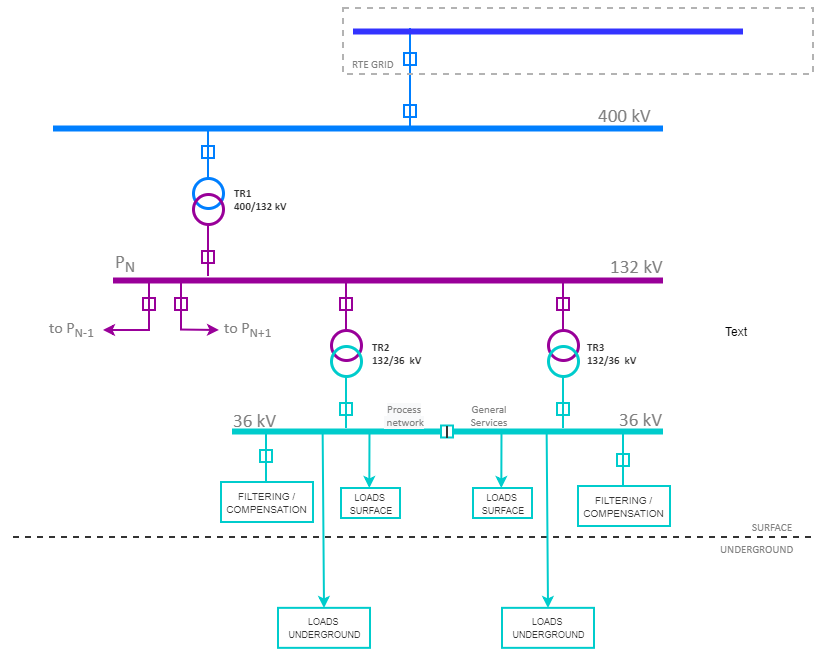 RTE GRID
400 kV
TR1
400/132 kV
PN
132 kV
to PN-1
to PN+1
TR2
132/36 kV
TR3
132/36 kV
Text
36 kV
Process
network
General
Services
36 kV
FILTERING /
COMPENSATION
LOADS
SURFACE
LOADS
SURFACE
FILTERING /
COMPENSATION
SURFACE
UNDERGROUND
LOADS
UNDERGROUND
LOADS
UNDERGROUND